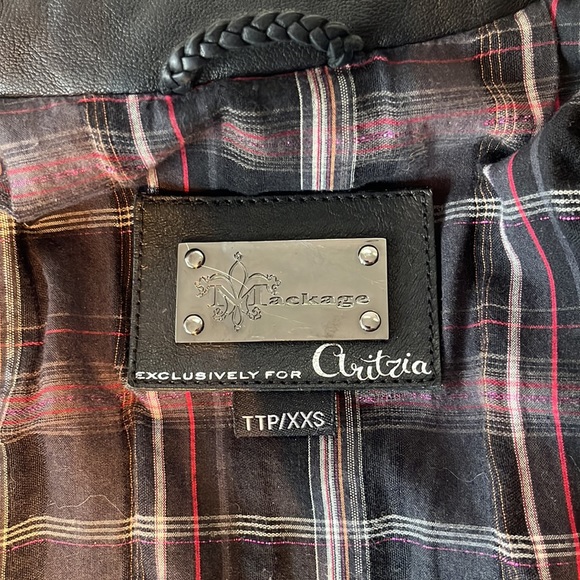 Mackage
EXCLUSIVELY FOR Aritzia
TTP/XXS